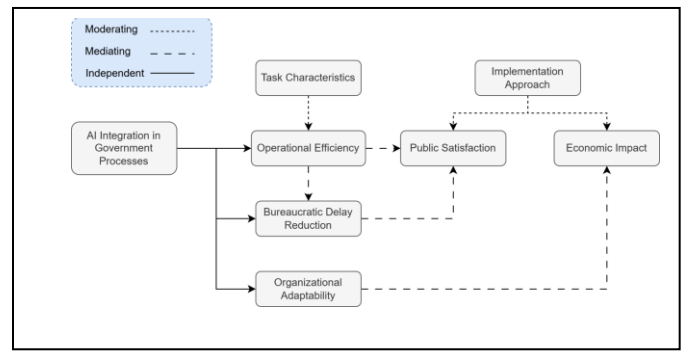 Moderating
Mediating
Independent
Task Characteristics
Implementation
Approach
AI Integration in
Government
Processes
Operational Efficiency
Public Satisfaction
Economic Impact
Bureaucratic Delay
Reduction
Organizational
Adaptability